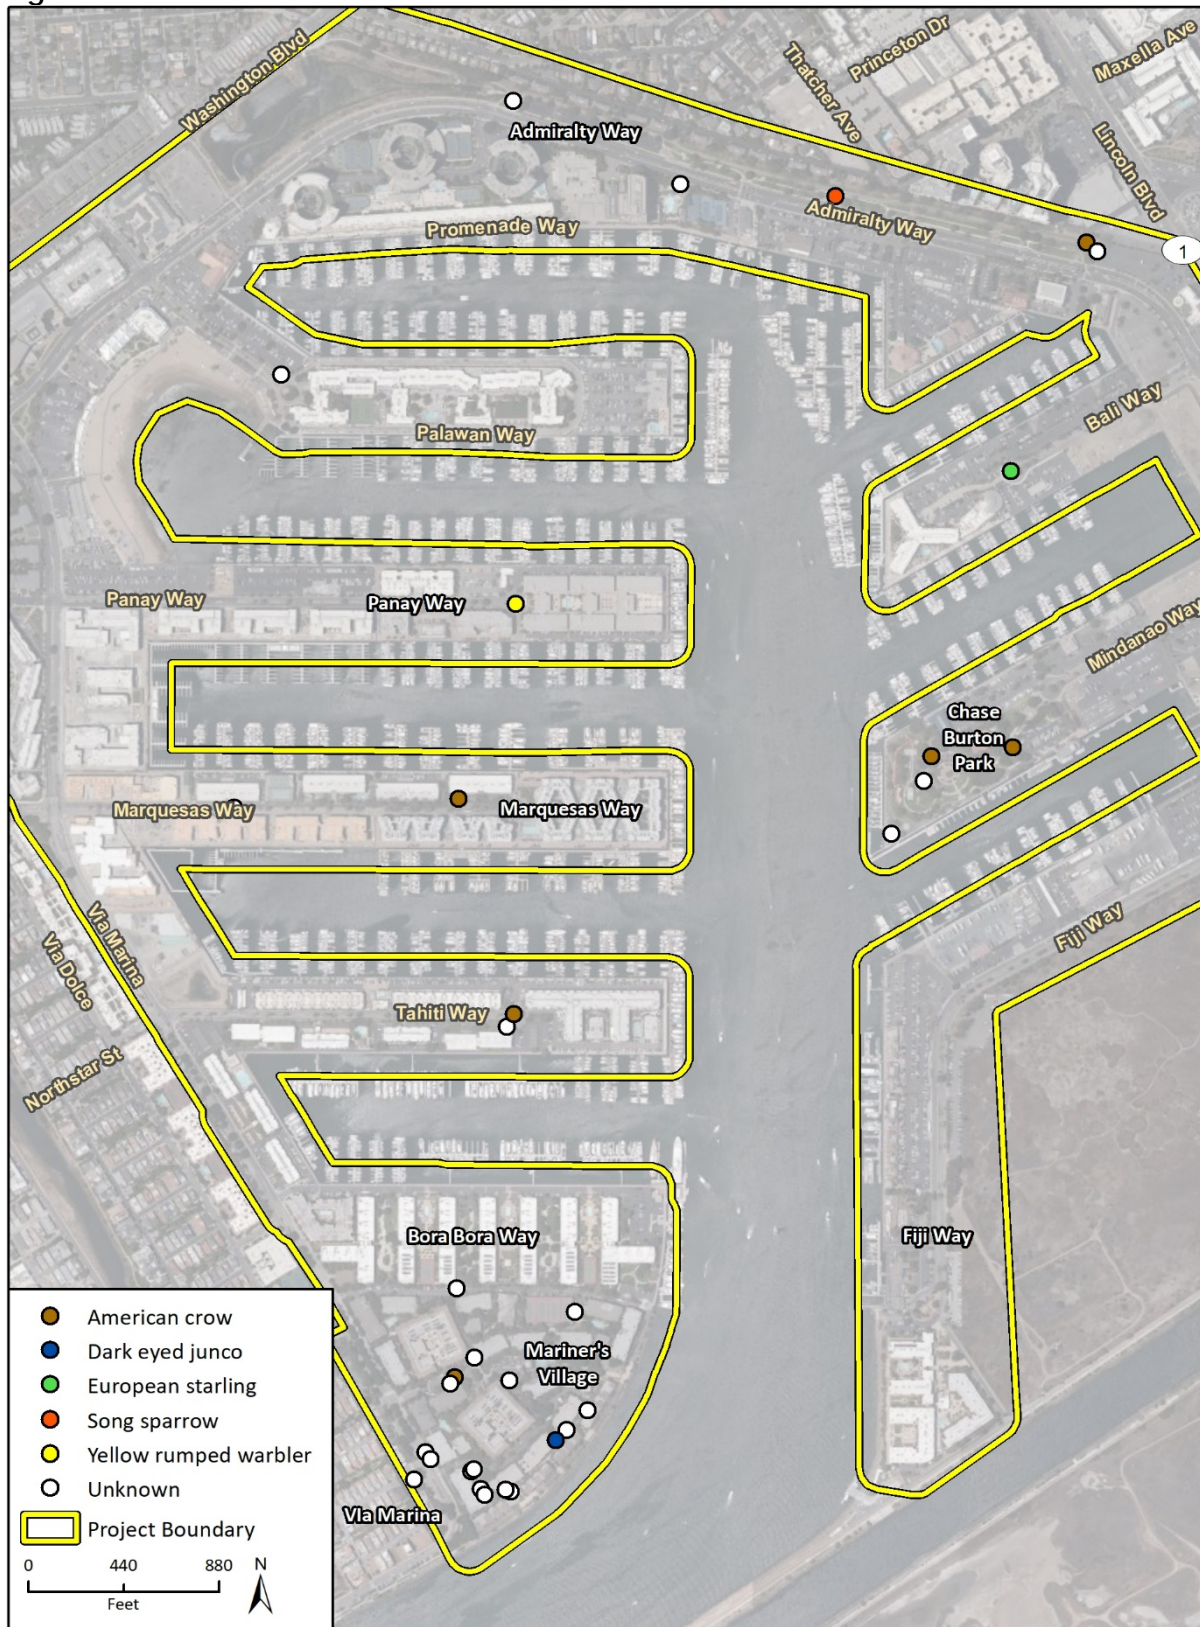 Washington Blvd
Thatcher Ave
Princeton Dr
Maxella Ave
Admiralty Way
Lincoln Blvd
Promenade Way
Admiralty Way
1
Palawan Way
Bali Way
Panay Way
Panay Way
Mindanao Way
Chase
Burton
Park
Marquesas Way
Marquesas Way
Via Marina
Via Dolce
Fiji Way
Tahiti Way
Northstar St
Bora Bora Way
Fiji Way
Mariner's
Village
Via Marina
American crow
Dark eyed junco
European starling
Song sparrow
Yellow rumped warbler
Unknown
Project Boundary
0 440 880
Feet
N